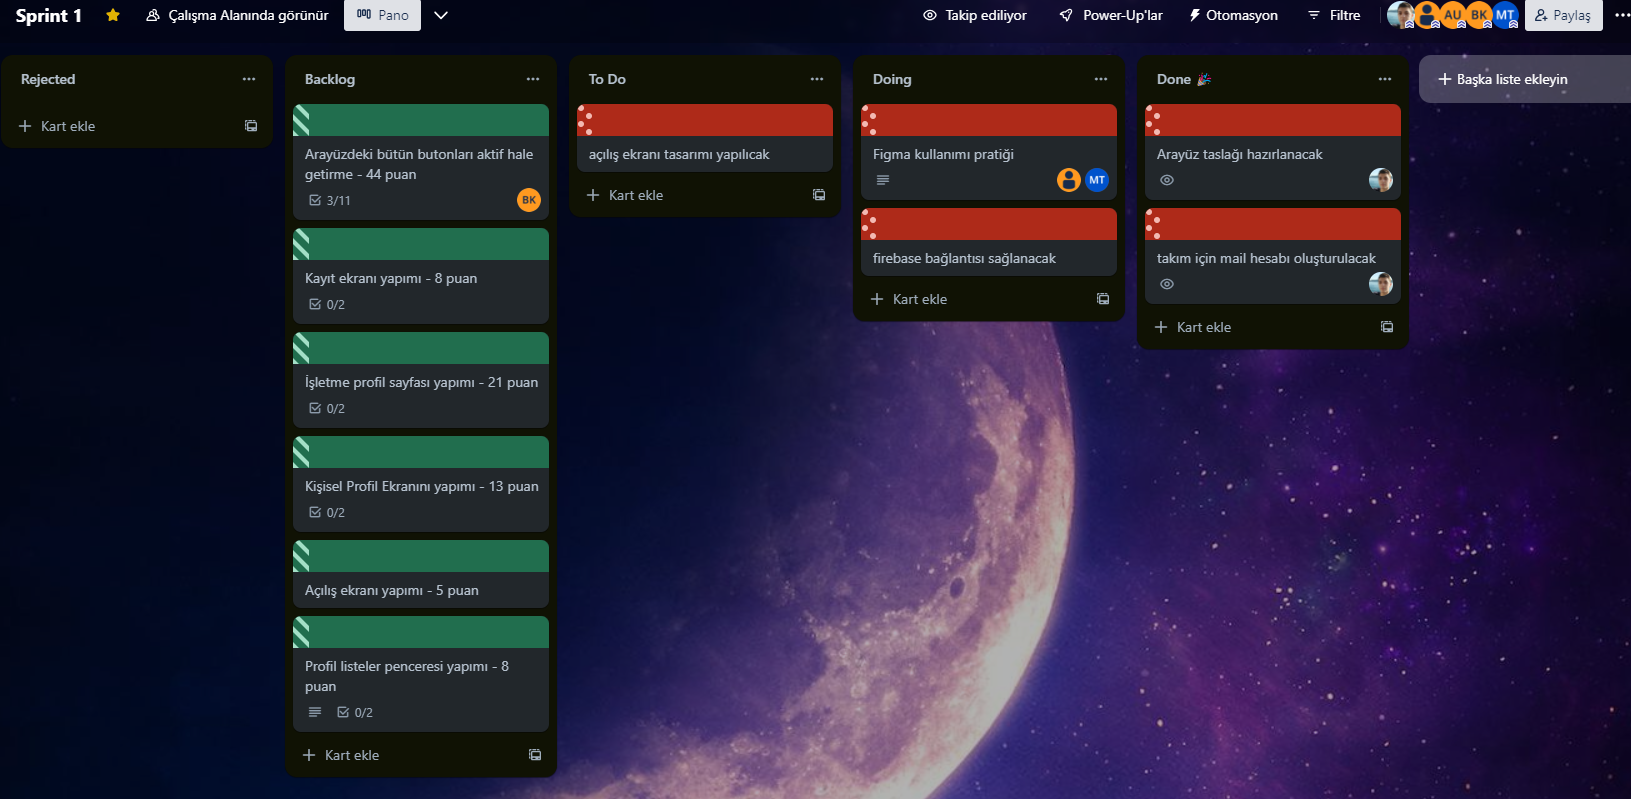 Sprint 1
Çalışma Alanında görünür
Pano
Takip ediliyor
Power-Up'lar
Otomasyon
Filtre
AU
BK
MT
Paylaş
Rejected
Kart ekle
Backlog
Arayüzdeki bütün butonları aktif hale
getirme - 44 puan
3/11
BK
Kayıt ekranı yapımı - 8 puan
0/2
İşletme profil sayfası yapımı - 21 puan
0/2
Kişisel Profil Ekranını yapımı - 13 puan
0/2
Açılış ekranı yapımı - 5 puan
Profil listeler penceresi yapımı - 8
puan
0/2
Kart ekle
To Do
açılış ekranı tasarımı yapılıcak
Kart ekle
Doing
Figma kullanımı pratiği
MT
firebase bağlantısı sağlanacak
Kart ekle
Done 🎉
Arayüz taslağı hazırlanacak
takım için mail hesabı oluşturulacak
Kart ekle
Başka liste ekleyin